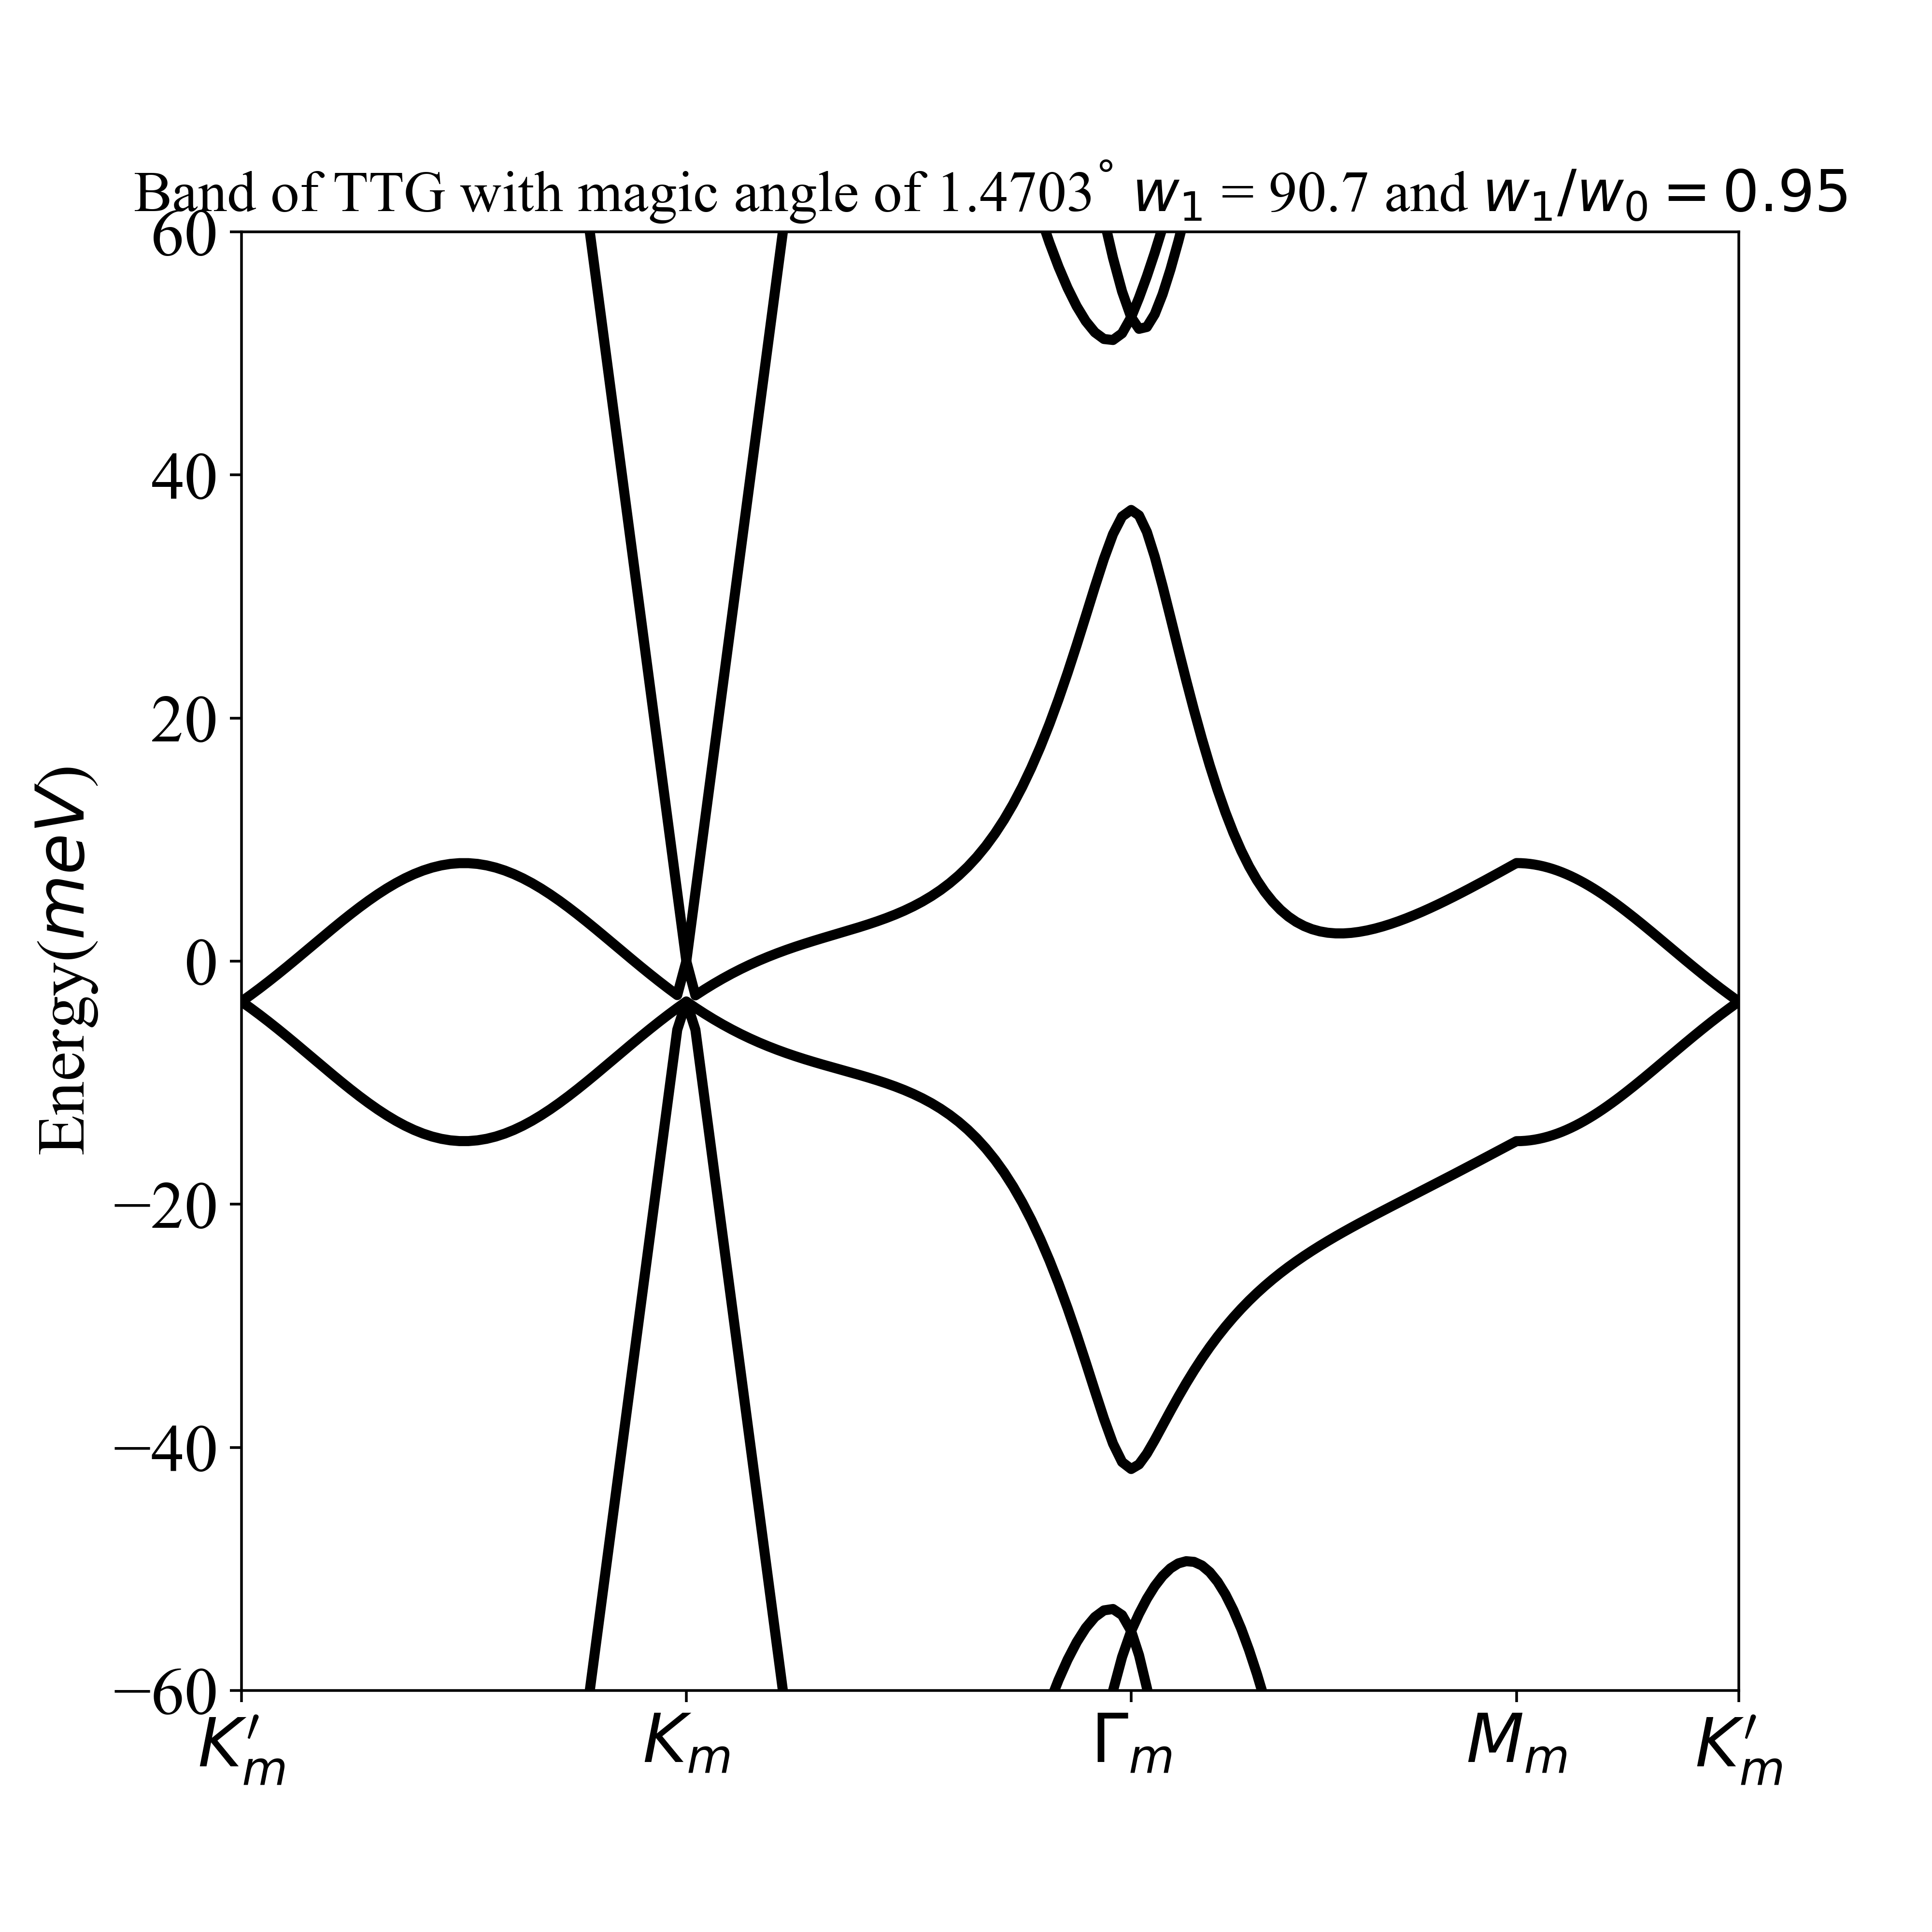 Band of TTG with magic angle of 1.4703° w₁ = 90.7 and w₁/w₀ = 0.95
60
40
20
0
−20
−40
−60
Energy(meV)
K′ₘ
Kₘ
Γₘ
Mₘ
K′ₘ